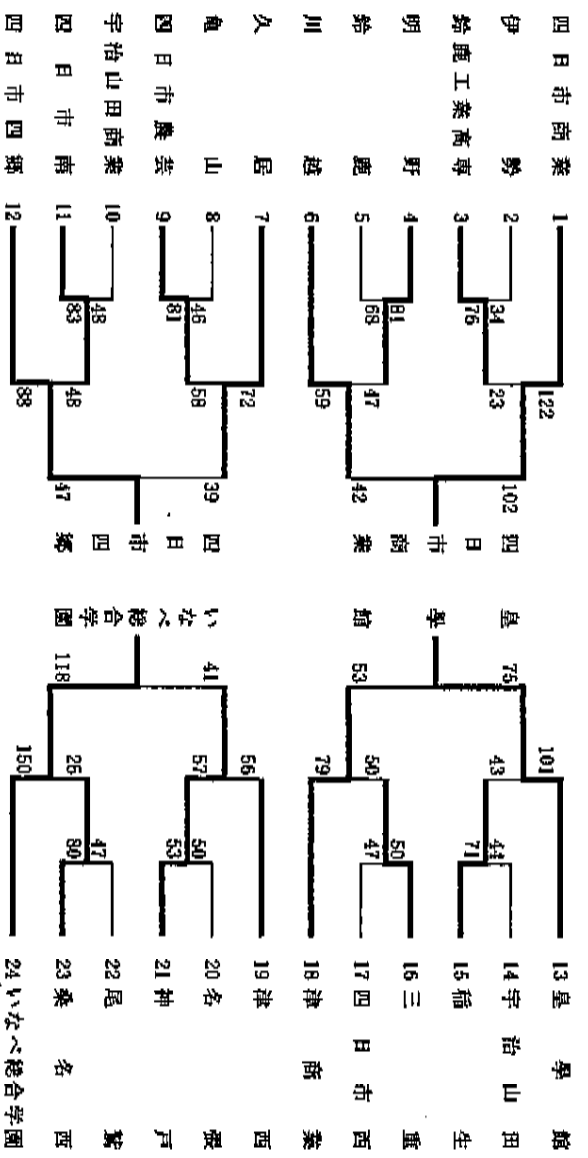 四日市商業 1
伊勢 2
鈴鹿工業高専 3
明野 4
鈴鹿 5
川越 6
久居 7
亀山 8
四日市農芸 9
宇治山田商業 10
四日市南 11
四日市四郷 12
34
76
81
68
46
81
48
83
122
23
47
59
72
58
48
88
102
42
39
47
四日市商業
四日市四郷
皇學館
いなべ総合学園
75
53
41
118
101
43
50
79
56
57
26
150
44
71
50
47
50
53
47
80
13 皇學館
14 宇治山田
15 稲生
16 三重
17 四日市西
18 津商業
19 津西
20 名張
21 神戸
22 尾鷲
23 桑名西
24 いなべ総合学園